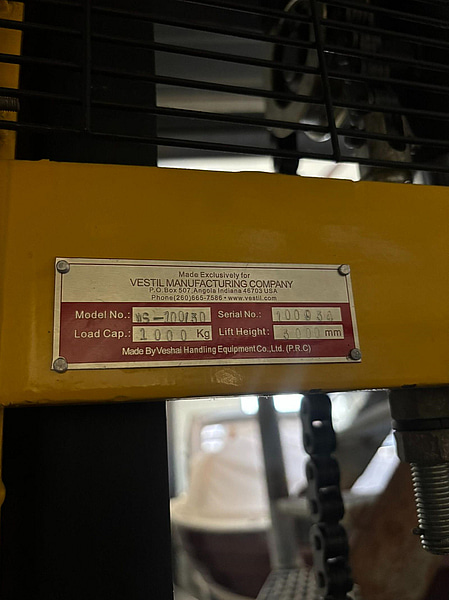 Made Exclusively for
VESTIL MANUFACTURING COMPANY
P.O. Box 507, Angola Indiana 46703 USA
Phone(260)665-7586 • www.vestil.com
Model No.: Serial No.:
Load Cap.: 1000 Kg Lift Height: 3000 mm
Made By Veshai Handling Equipment Co., Ltd. (P.R.C)